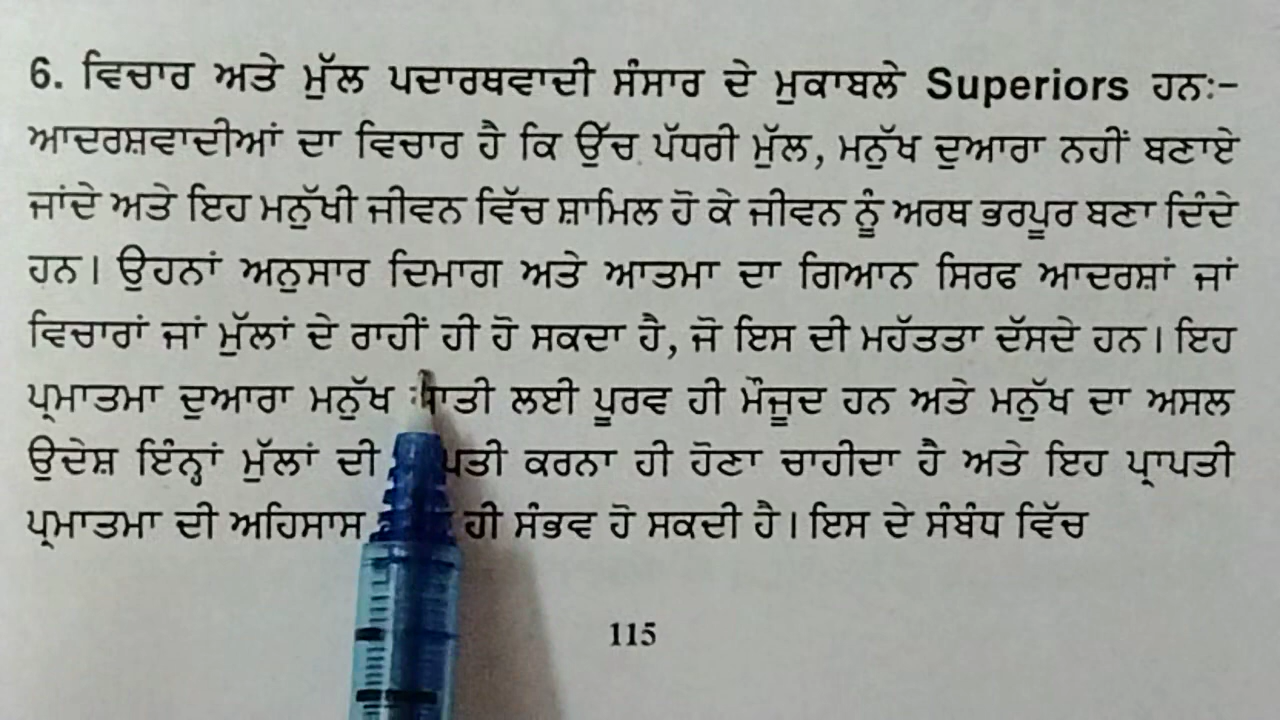 6. ਵਿਚਾਰ ਅਤੇ ਮੁੱਲ ਪਦਾਰਥਵਾਦੀ ਸੰਸਾਰ ਦੇ ਮੁਕਾਬਲੇ Superiors ਹਨ:-
ਆਦਰਸ਼ਵਾਦੀਆਂ ਦਾ ਵਿਚਾਰ ਹੈ ਕਿ ਉੱਚ ਪੱਧਰੀ ਮੁੱਲ, ਮਨੁੱਖ ਦੁਆਰਾ ਨਹੀਂ ਬਣਾਏ
ਜਾਂਦੇ ਅਤੇ ਇਹ ਮਨੁੱਖੀ ਜੀਵਨ ਵਿੱਚ ਸ਼ਾਮਿਲ ਹੋ ਕੇ ਜੀਵਨ ਨੂੰ ਅਰਥ ਭਰਪੂਰ ਬਣਾ ਦਿੰਦੇ
ਹਨ। ਉਹਨਾਂ ਅਨੁਸਾਰ ਦਿਮਾਗ ਅਤੇ ਆਤਮਾ ਦਾ ਗਿਆਨ ਸਿਰਫ ਆਦਰਸ਼ਾਂ ਜਾਂ
ਵਿਚਾਰਾਂ ਜਾਂ ਮੁੱਲਾਂ ਦੇ ਰਾਹੀਂ ਹੀ ਹੋ ਸਕਦਾ ਹੈ, ਜੋ ਇਸ ਦੀ ਮਹੱਤਤਾ ਦੱਸਦੇ ਹਨ। ਇਹ
ਪ੍ਰਮਾਤਮਾ ਦੁਆਰਾ ਮਨੁੱਖ ਲਈ ਪੂਰਵ ਹੀ ਮੌਜੂਦ ਹਨ ਅਤੇ ਮਨੁੱਖ ਦਾ ਅਸਲ
ਉਦੇਸ਼ ਇੰਨ੍ਹਾਂ ਮੁੱਲਾਂ ਦੀ ਕਰਨਾ ਹੀ ਹੋਣਾ ਚਾਹੀਦਾ ਹੈ ਅਤੇ ਇਹ ਪ੍ਰਾਪਤੀ
ਪ੍ਰਮਾਤਮਾ ਦੀ ਅਹਿਸਾਸ ਹੀ ਸੰਭਵ ਹੋ ਸਕਦੀ ਹੈ। ਇਸ ਦੇ ਸੰਬੰਧ ਵਿੱਚ
115